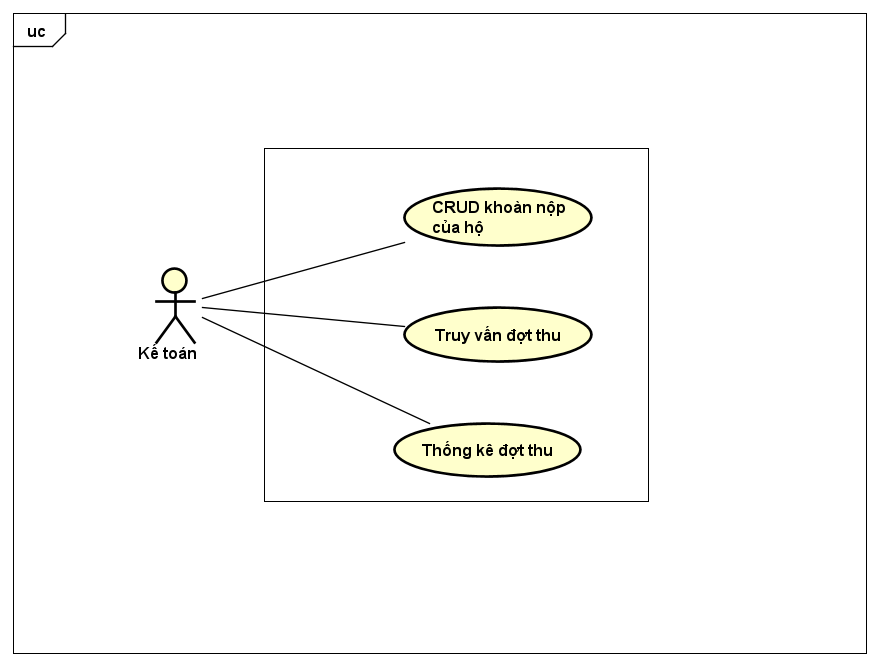 uc
CRUD khoản nộp
của hộ
Truy vấn đợt thu
Kế toán
Thống kê đợt thu